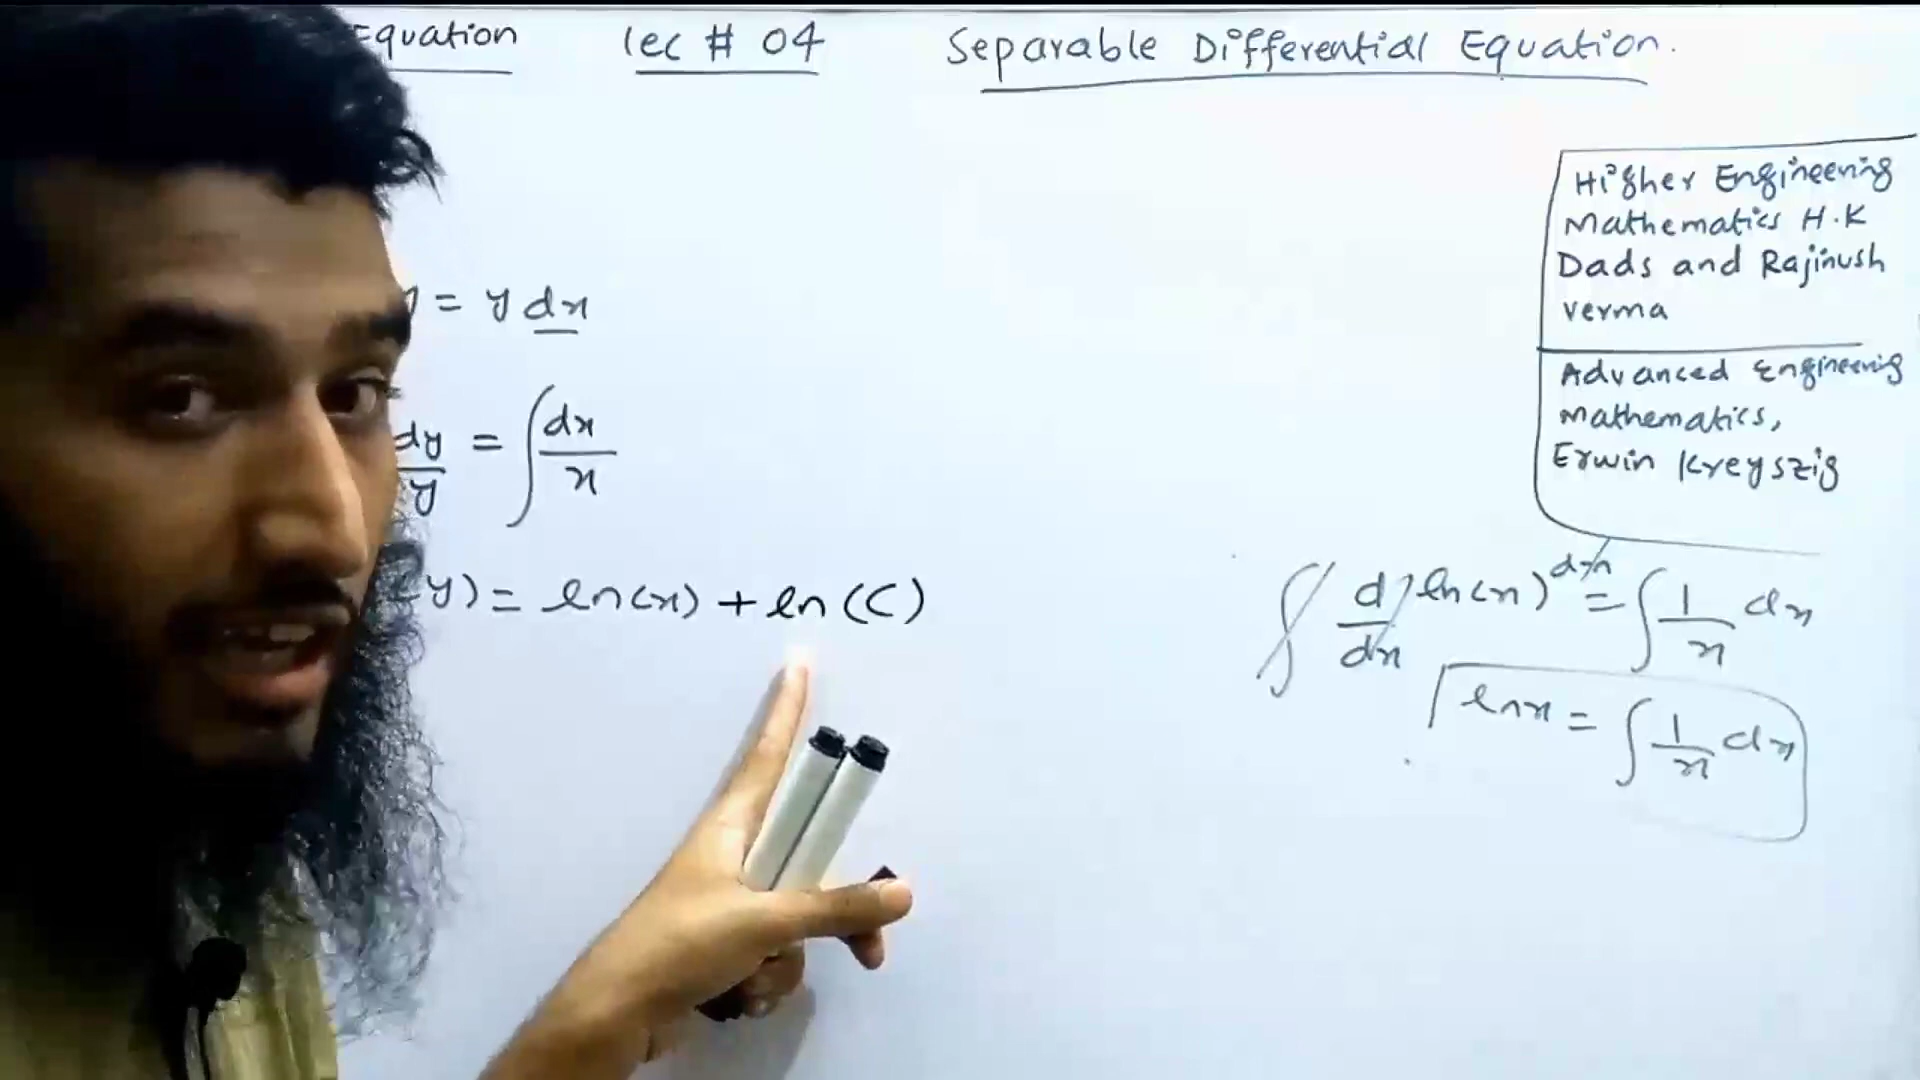 Equation lec # 04 Separable Differential Equation.
Higher Engineering
Mathematics H.K
Dads and Rajinush
Verma
Advanced Engineering
Mathematics,
Erwin Kreyszig
= y dx
dy/y = ∫ dx/x
y) = ln(x) + ln(C)
∫ d/dx ln(x) dx = ∫ 1/x dx
ln x = ∫ 1/x dx